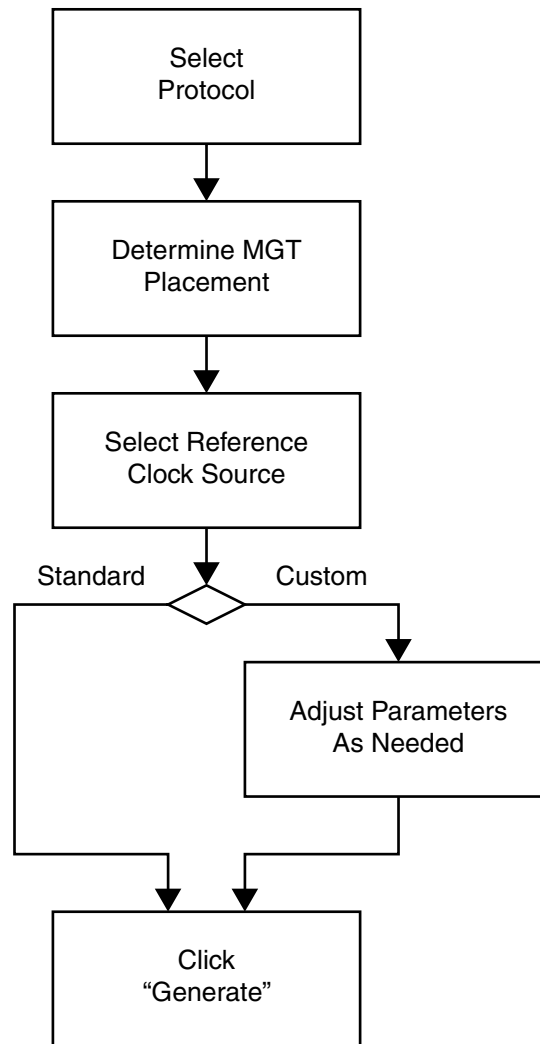 Select
Protocol
Determine MGT
Placement
Select Reference
Clock Source
Standard
Custom
Adjust Parameters
As Needed
Click
“Generate”